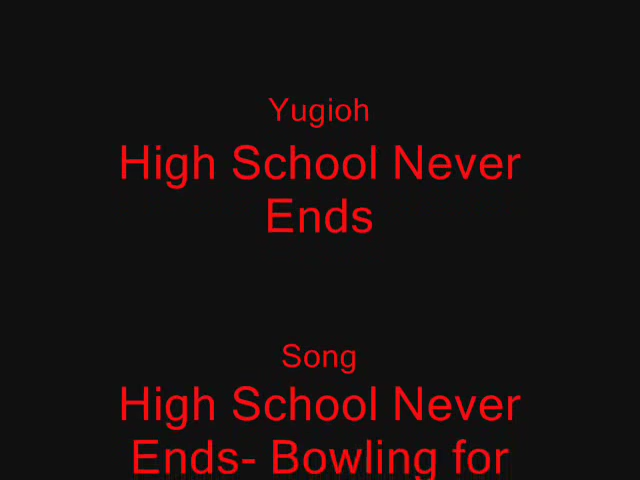 Yugioh
High School Never
Ends
Song
High School Never
Ends- Bowling for